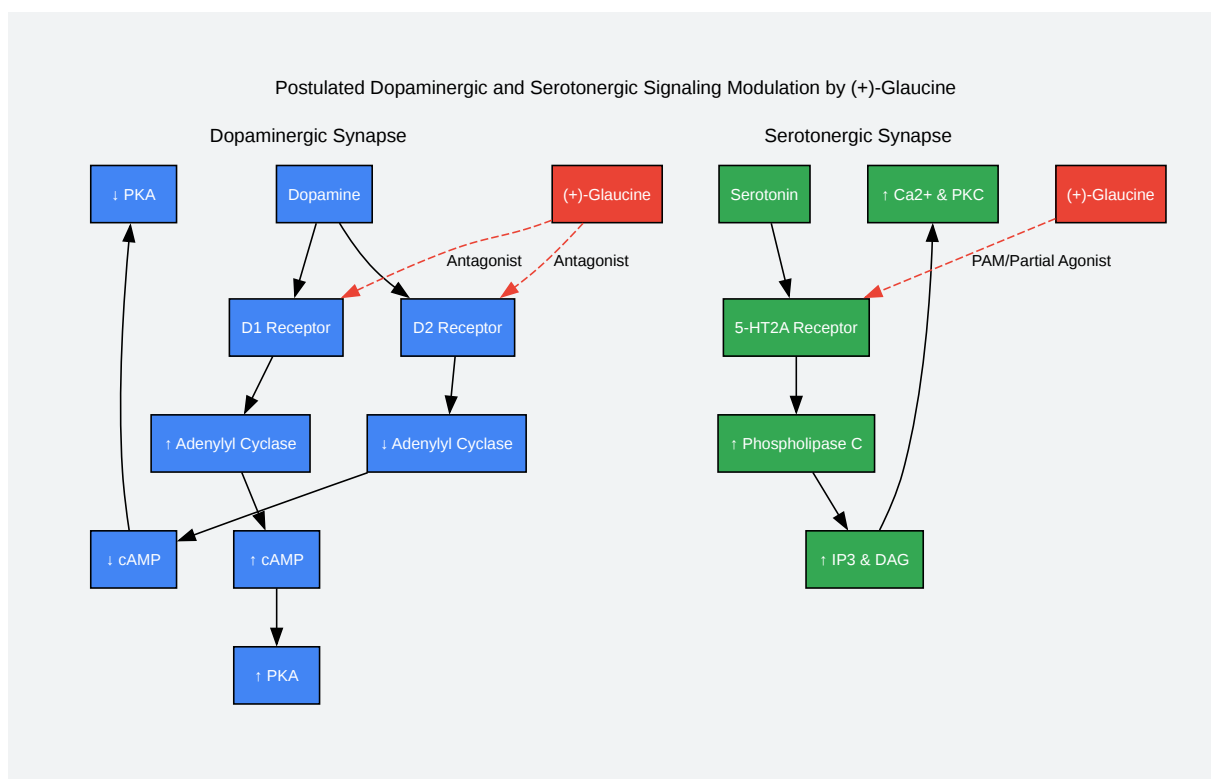 Postulated Dopaminergic and Serotonergic Signaling Modulation by (+)-Glaucine
Dopaminergic Synapse
Serotonergic Synapse
↓ PKA
Dopamine
(+)-Glaucine
Serotonin
↑ Ca2+ & PKC
(+)-Glaucine
Antagonist
Antagonist
PAM/Partial Agonist
D1 Receptor
D2 Receptor
5-HT2A Receptor
↑ Adenylyl Cyclase
↓ Adenylyl Cyclase
↑ Phospholipase C
↓ cAMP
↑ cAMP
↑ IP3 & DAG
↑ PKA